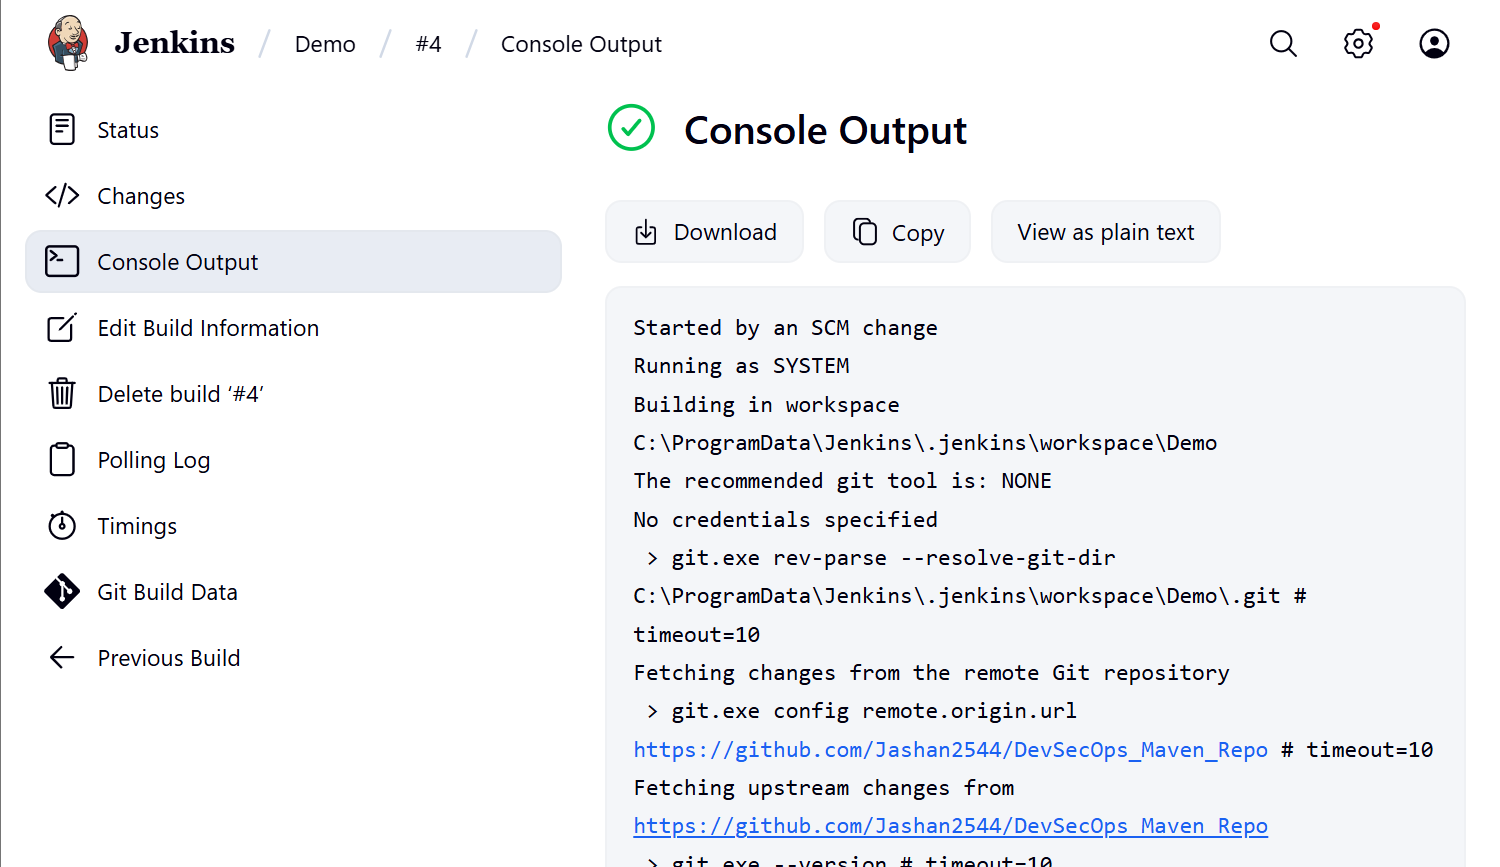 Jenkins / Demo / #4 / Console Output
Status
Changes
Console Output
Edit Build Information
Delete build ‘#4’
Polling Log
Timings
Git Build Data
Previous Build
Console Output
Download
Copy
View as plain text
Started by an SCM change
Running as SYSTEM
Building in workspace
C:\ProgramData\Jenkins\.jenkins\workspace\Demo
The recommended git tool is: NONE
No credentials specified
 > git.exe rev-parse --resolve-git-dir
C:\ProgramData\Jenkins\.jenkins\workspace\Demo\.git #
timeout=10
Fetching changes from the remote Git repository
 > git.exe config remote.origin.url
https://github.com/Jashan2544/DevSecOps_Maven_Repo # timeout=10
Fetching upstream changes from
https://github.com/Jashan2544/DevSecOps_Maven_Repo
 > git.exe --version # timeout=10